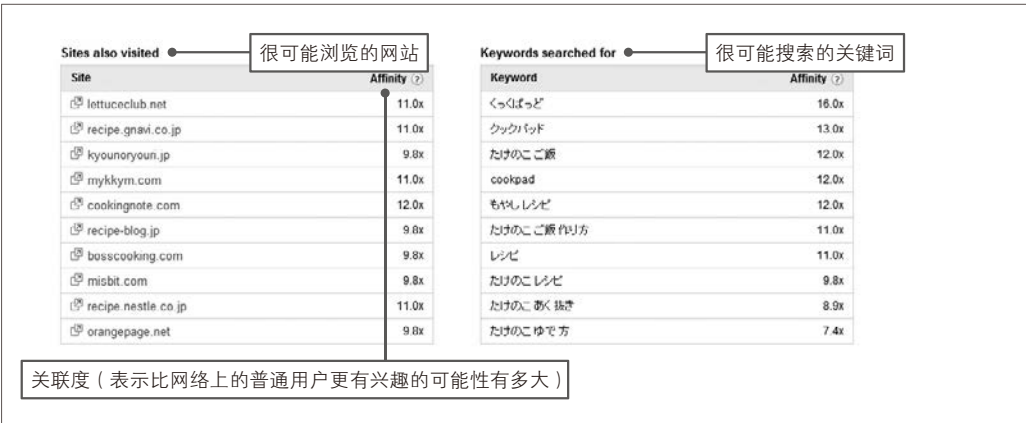 Sites also visited
很可能浏览的网站
Site Affinity ?
lettuceclub.net 11.0x
recipe.gnavi.co.jp 11.0x
kyounoryouri.jp 9.8x
mykkym.com 11.0x
cookingnote.com 12.0x
recipe-blog.jp 9.8x
bosscooking.com 9.8x
misbit.com 9.8x
recipe.nestle.co.jp 11.0x
orangepage.net 9.8x
Keywords searched for
很可能搜索的关键词
Keyword Affinity ?
くっくぱっど 16.0x
クックパッド 13.0x
たけのこ ご飯 12.0x
cookpad 12.0x
もやし レシピ 12.0x
たけのこ ご飯 作り方 11.0x
レシピ 11.0x
たけのこ レシピ 9.8x
たけのこ あく 抜き 8.9x
たけのこ ゆで 方 7.4x
关联度（表示比网络上的普通用户更有兴趣的可能性有多大）